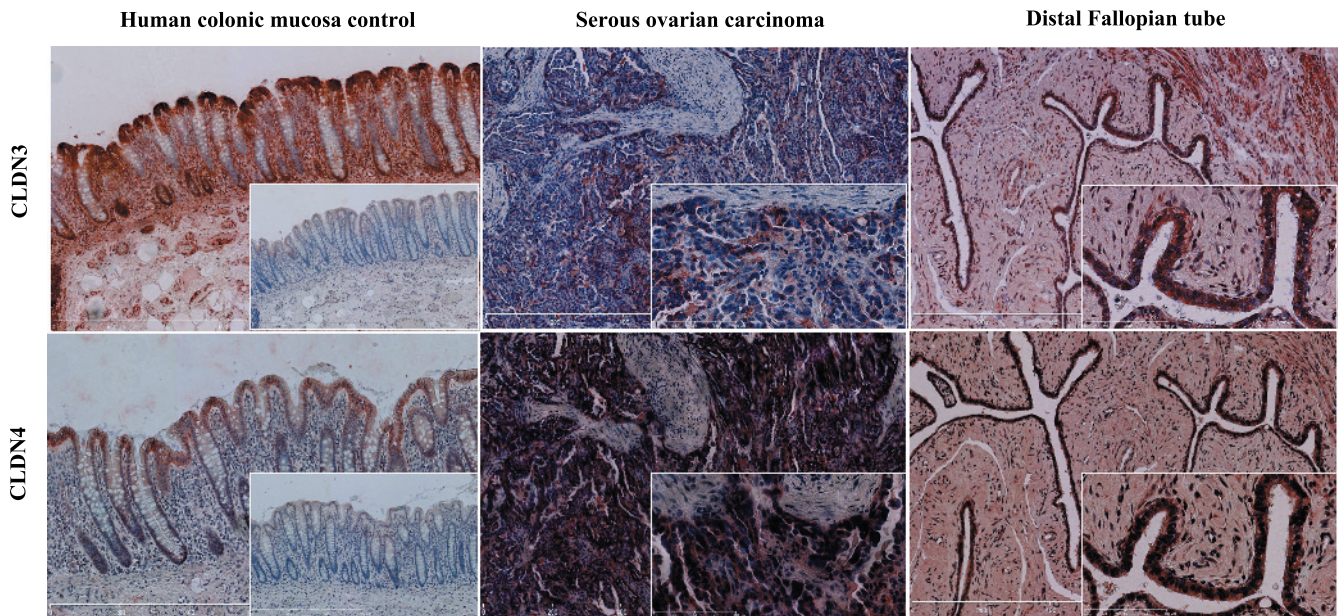 Human colonic mucosa control
Serous ovarian carcinoma
Distal Fallopian tube
CLDN3
CLDN4